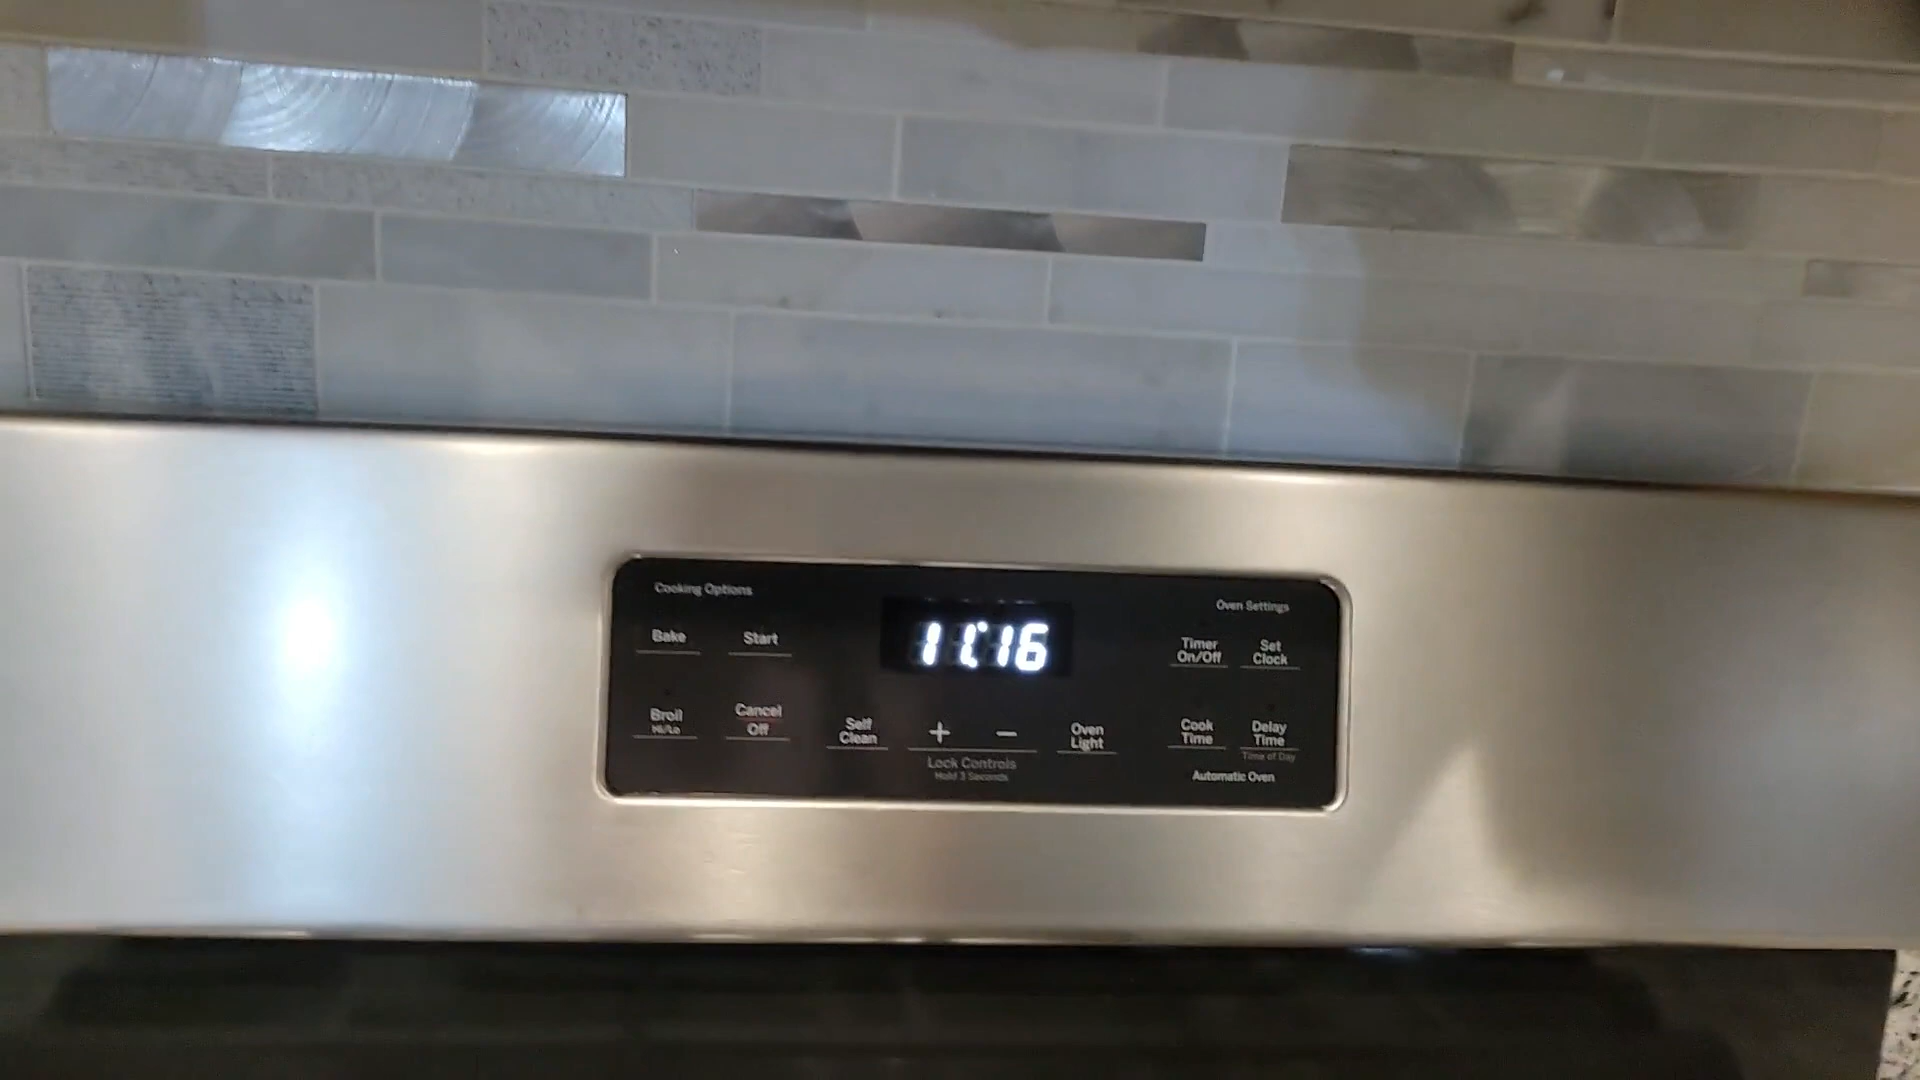 Cooking Options
Oven Settings
Bake
Start
11:16
Timer
On/Off
Set
Clock
Broil
Hi/Lo
Cancel
Off
Self
Clean
+
−
Oven
Light
Cook
Time
Delay
Time
Time of Day
Lock Controls
Hold 3 Seconds
Automatic Oven